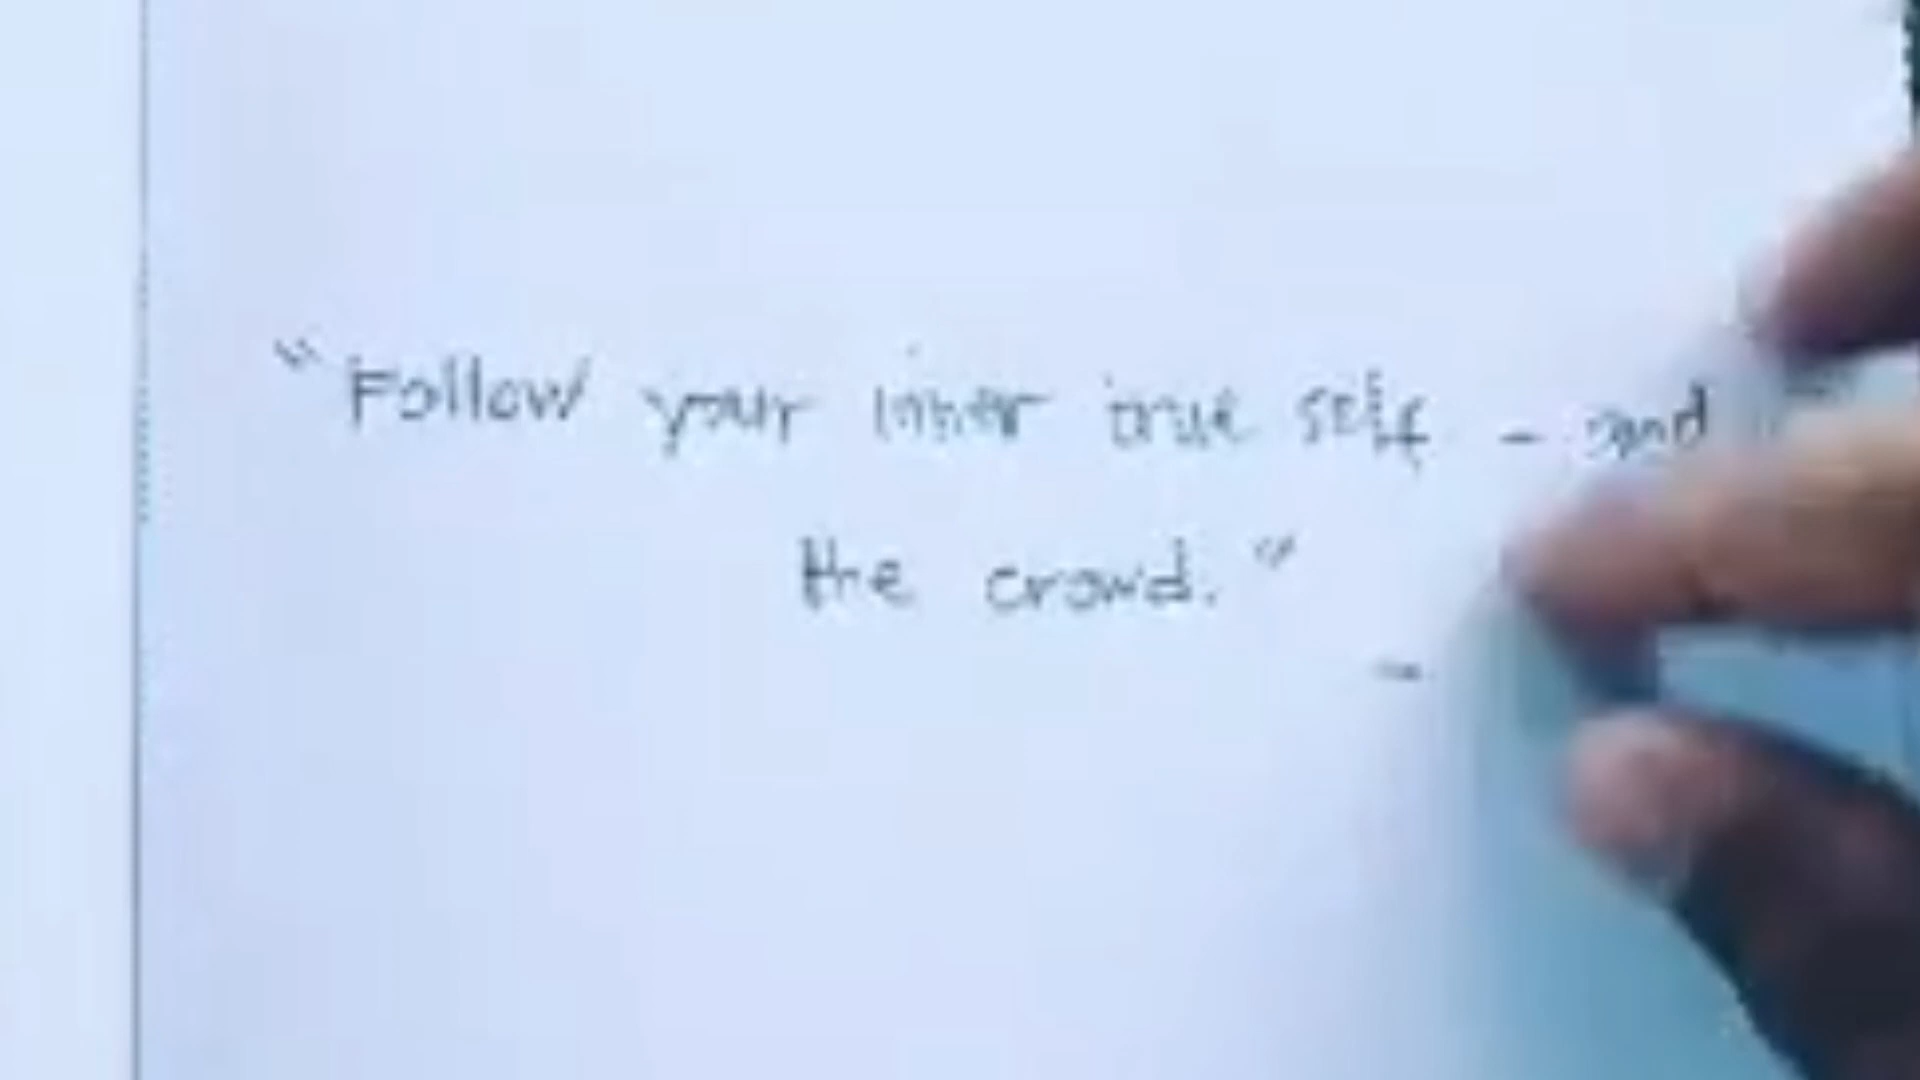 "Follow your inner true self - and
the crowd."
-